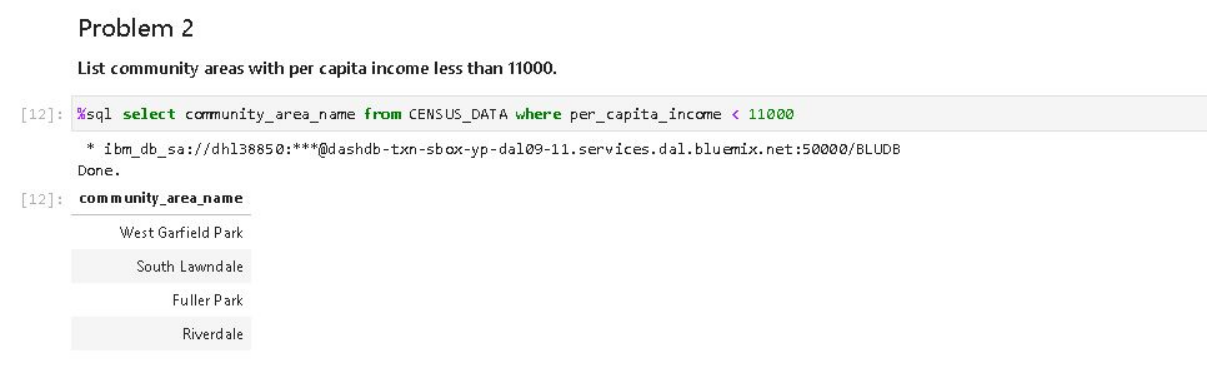 Problem 2
List community areas with per capita income less than 11000.
[12]: %sql select community_area_name from CENSUS_DATA where per_capita_income < 11000
* ibm_db_sa://dhl38850:***@dashdb-txn-sbox-yp-dal09-11.services.dal.bluemix.net:50000/BLUDB
Done.
[12]: community_area_name
West Garfield Park
South Lawndale
Fuller Park
Riverdale